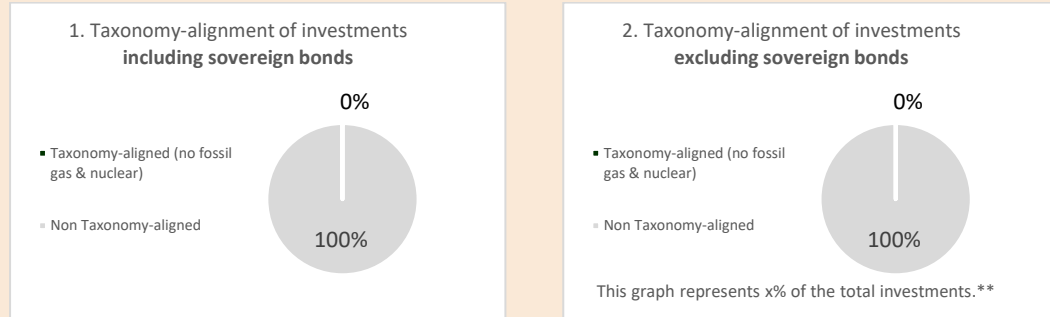 1. Taxonomy-alignment of investments
including sovereign bonds
0%
Taxonomy-aligned (no fossil
gas & nuclear)
Non Taxonomy-aligned
100%
2. Taxonomy-alignment of investments
excluding sovereign bonds
0%
Taxonomy-aligned (no fossil
gas & nuclear)
Non Taxonomy-aligned
100%
This graph represents x% of the total investments.**